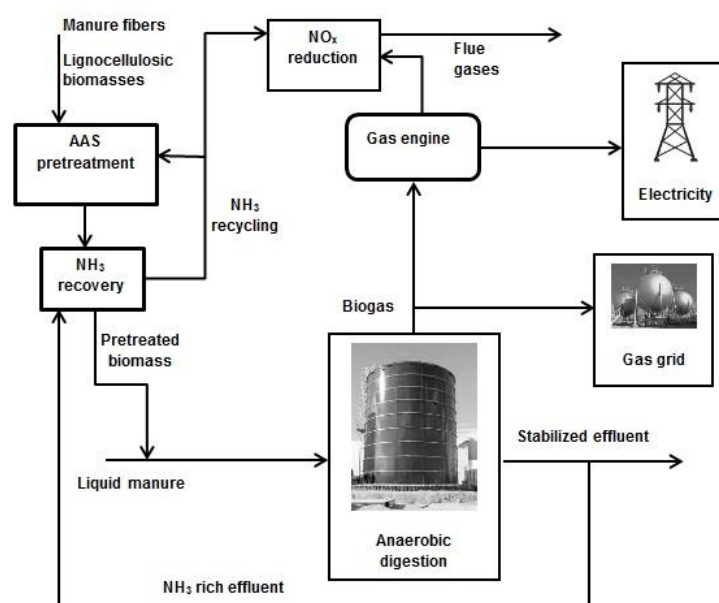 Manure fibers
Lignocellulosic
biomasses
NOₓ
reduction
Flue
gases
AAS
pretreatment
Gas engine
Electricity
NH₃
recycling
NH₃
recovery
Biogas
Pretreated
biomass
Gas grid
Stabilized effluent
Liquid manure
Anaerobic
digestion
NH₃ rich effluent